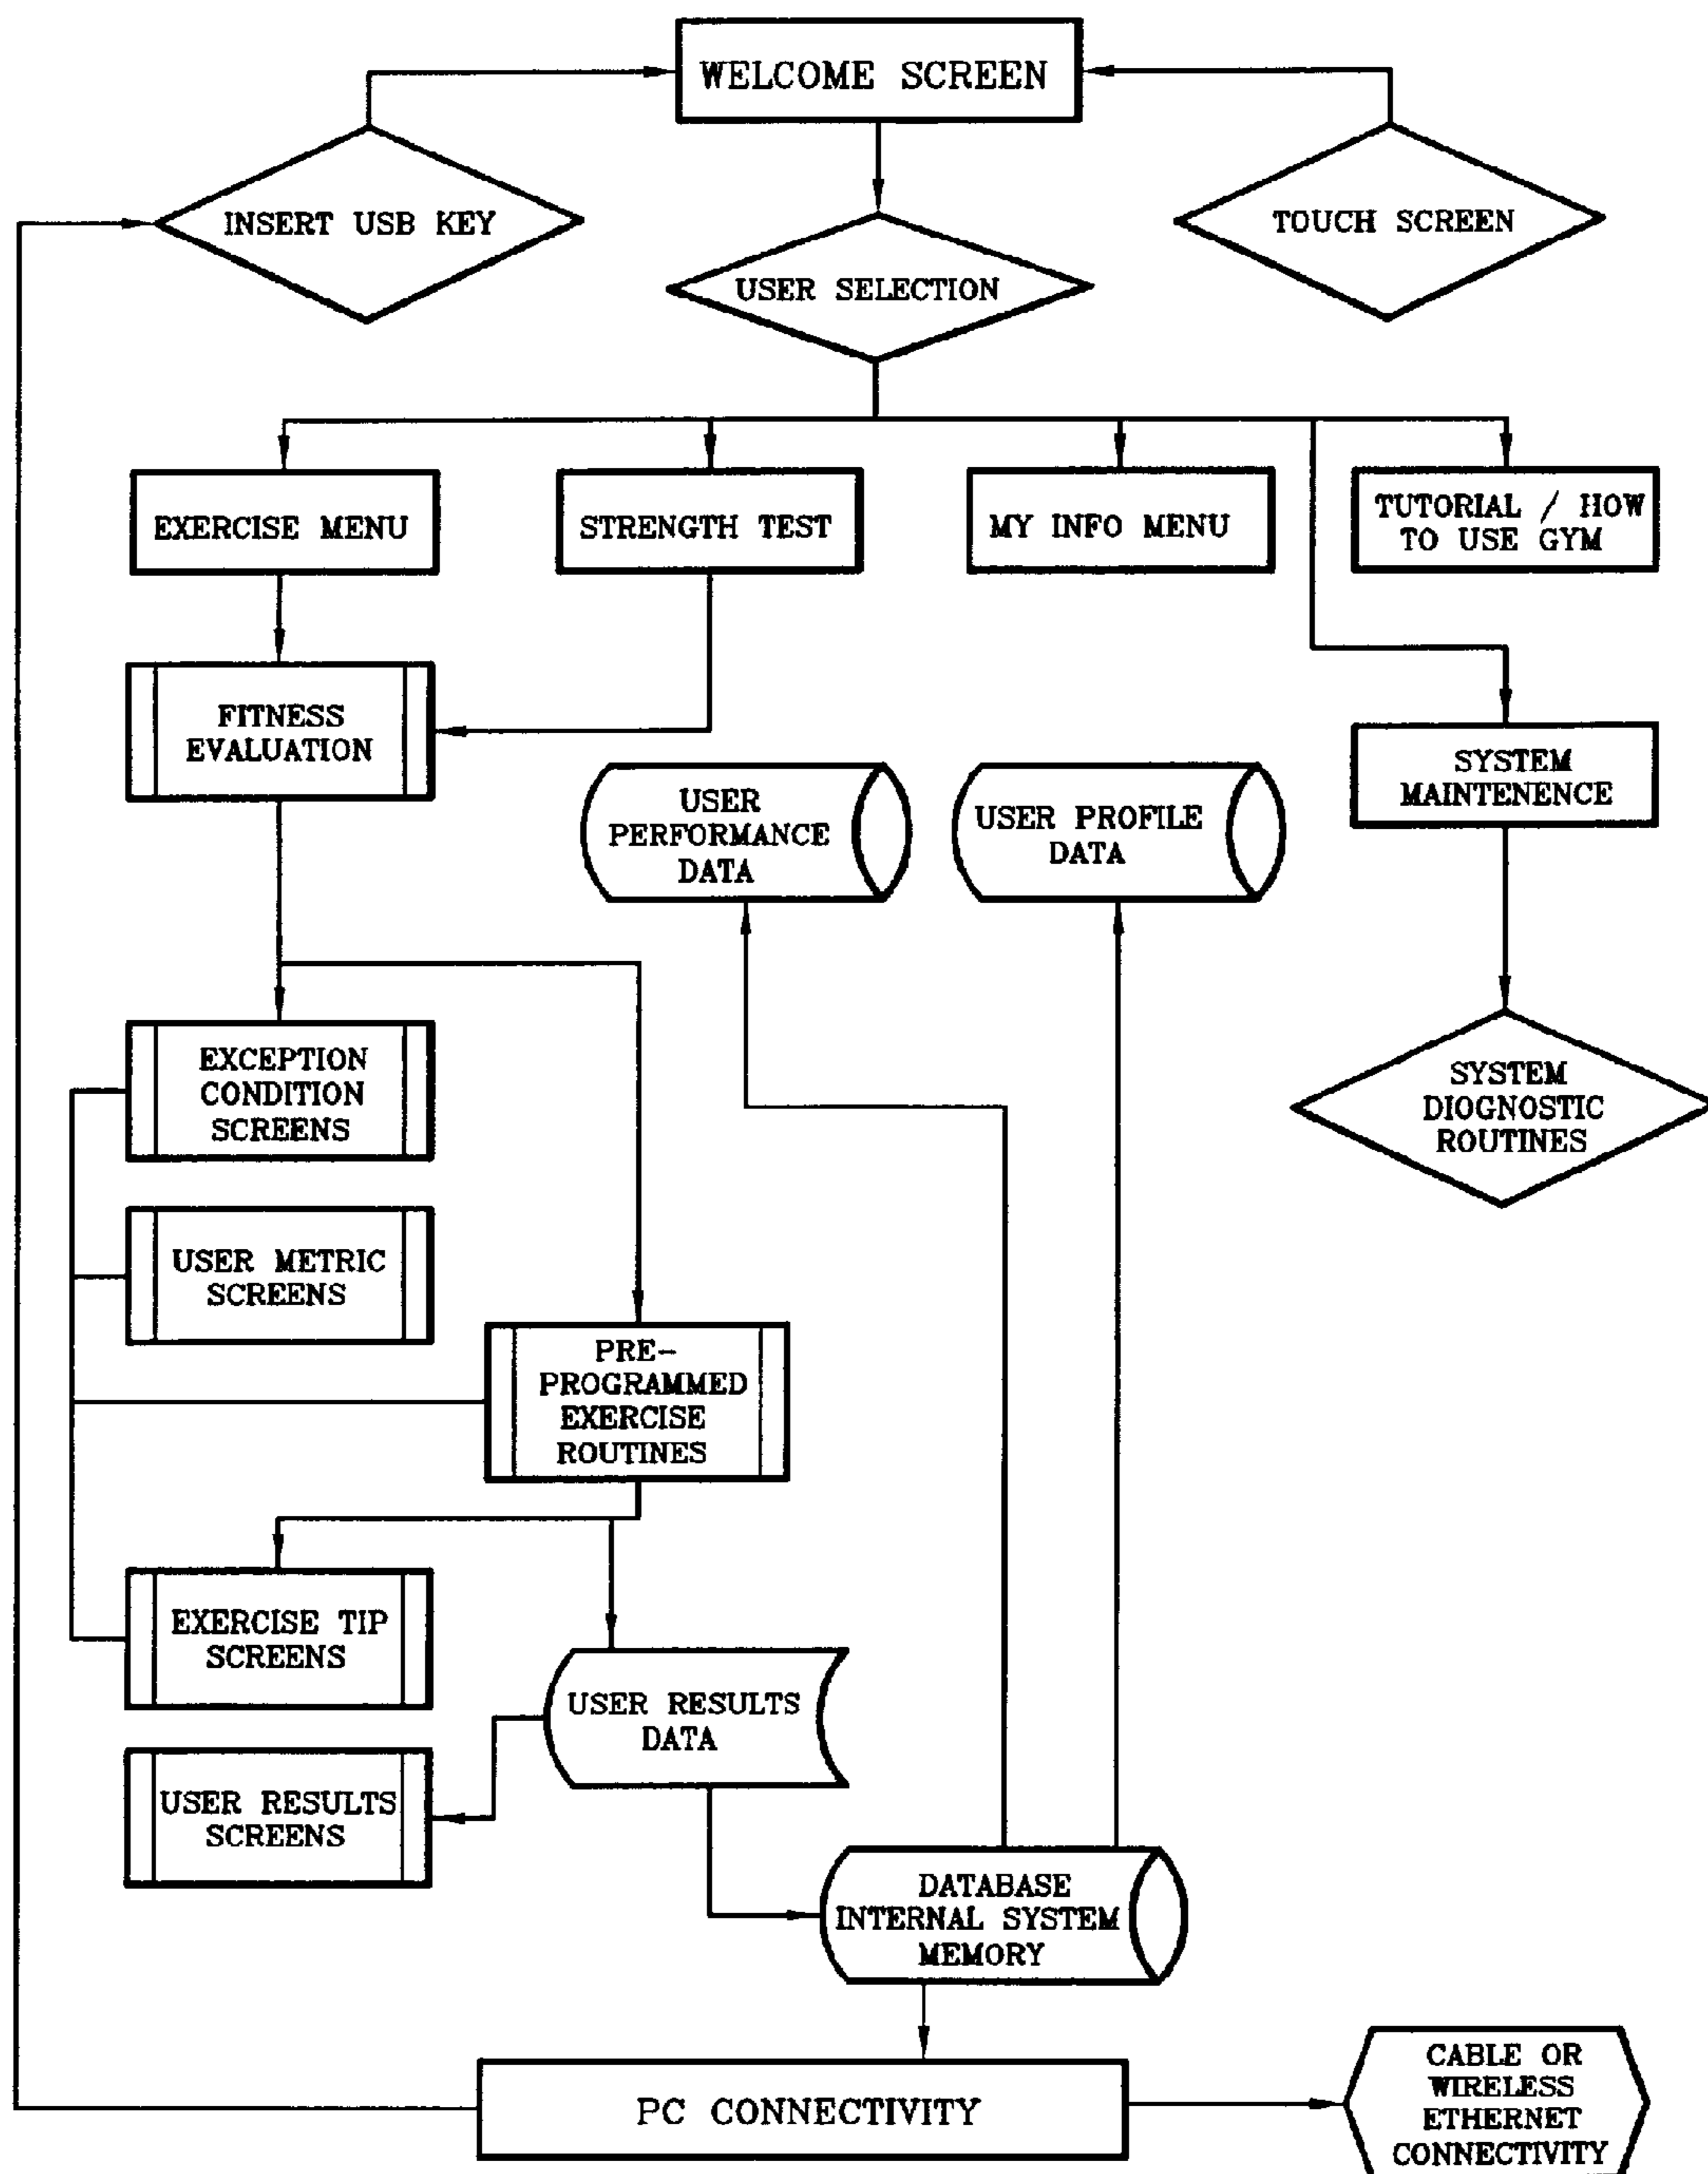 WELCOME SCREEN
INSERT USB KEY
TOUCH SCREEN
USER SELECTION
EXERCISE MENU
STRENGTH TEST
MY INFO MENU
TUTORIAL / HOW
TO USE GYM
FITNESS
EVALUATION
SYSTEM
MAINTENENCE
USER
PERFORMANCE
DATA
USER PROFILE
DATA
EXCEPTION
CONDITION
SCREENS
SYSTEM
DIOGNOSTIC
ROUTINES
USER METRIC
SCREENS
PRE-
PROGRAMMED
EXERCISE
ROUTINES
EXERCISE TIP
SCREENS
USER RESULTS
DATA
USER RESULTS
SCREENS
DATABASE
INTERNAL SYSTEM
MEMORY
PC CONNECTIVITY
CABLE OR
WIRELESS
ETHERNET
CONNECTIVITY